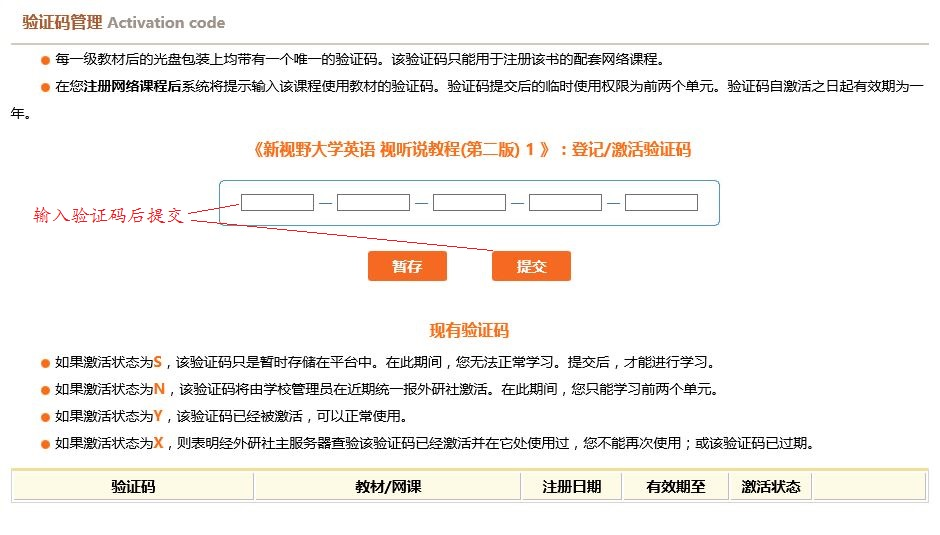 验证码管理 Activation code
每一级教材后的光盘包装上均带有一个唯一的验证码。该验证码只能用于注册该书的配套网络课程。
在您注册网络课程后系统将提示输入该课程使用教材的验证码。验证码提交后的临时使用权限为前两个单元。验证码自激活之日起有效期为一
年。
《新视野大学英语 视听说教程(第二版) 1 》：登记/激活验证码
输入验证码后提交
暂存 提交
现有验证码
如果激活状态为S，该验证码只是暂时存储在平台中。在此期间，您无法正常学习。提交后，才能进行学习。
如果激活状态为N，该验证码将由学校管理员在近期统一报外研社激活。在此期间，您只能学习前两个单元。
如果激活状态为Y，该验证码已经被激活，可以正常使用。
如果激活状态为X，则表明经外研社主服务器查验该验证码已经激活并在它处使用过，您不能再次使用；或该验证码已过期。
验证码 教材/网课 注册日期 有效期至 激活状态